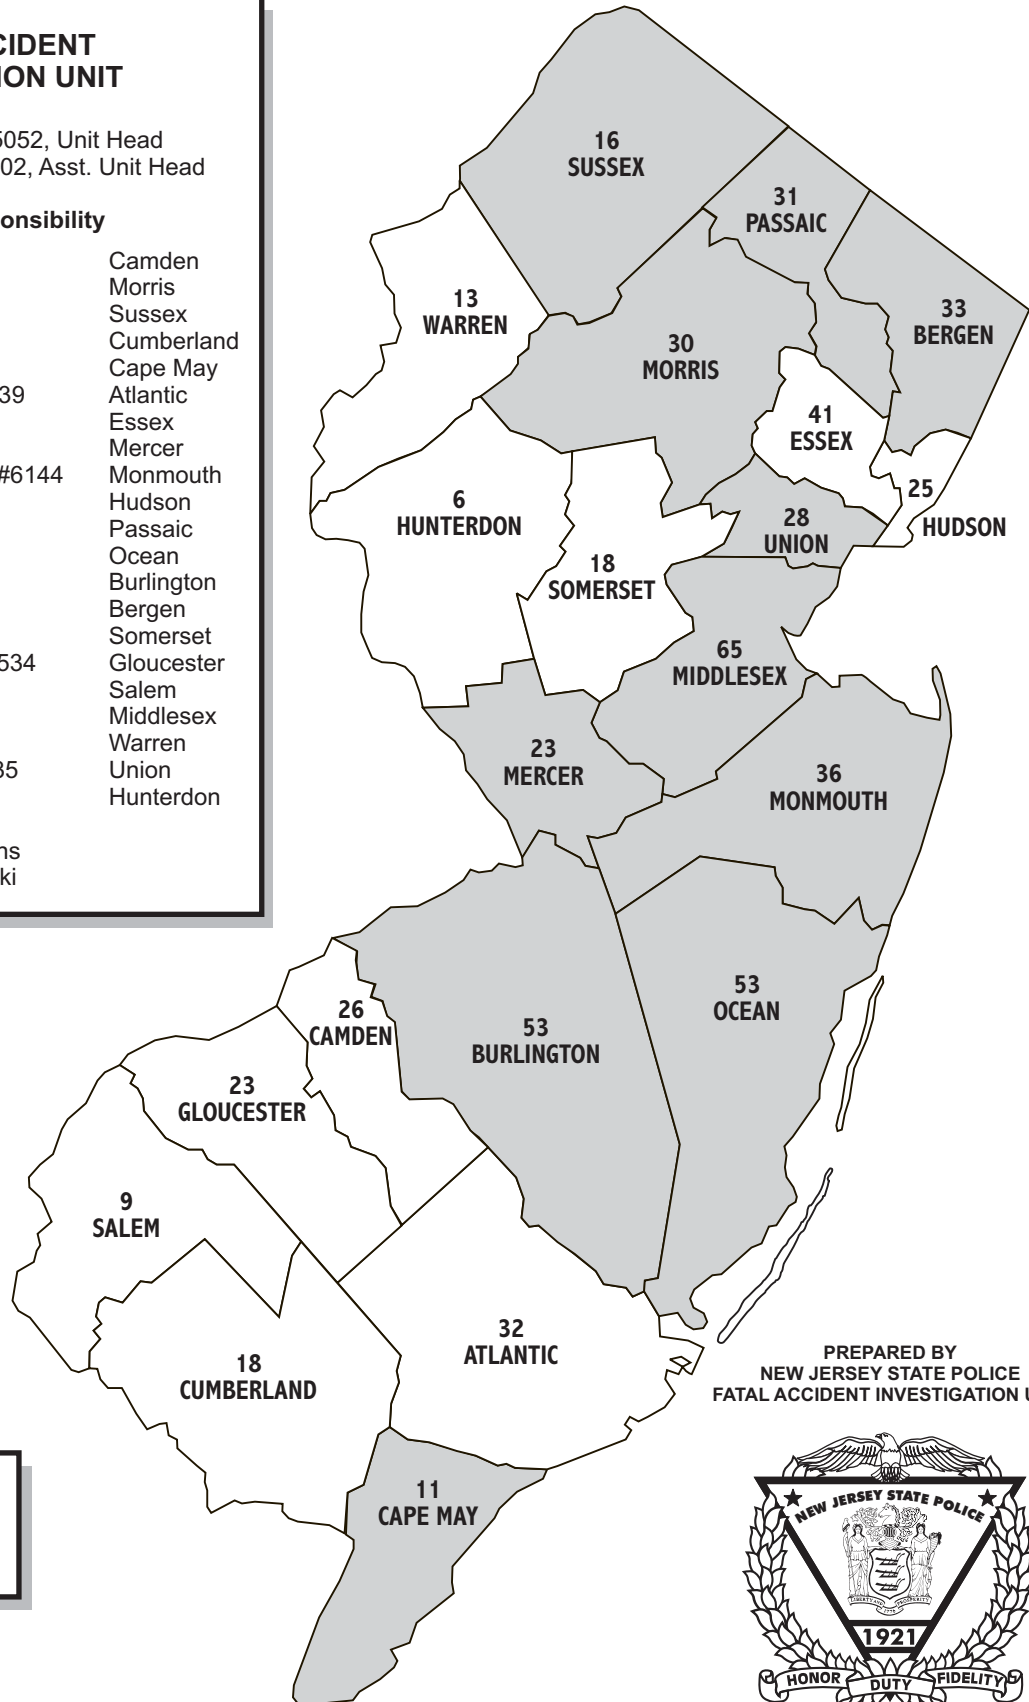 CIDENT
ION UNIT
5052, Unit Head
02, Asst. Unit Head
onsibility
Camden
Morris
Sussex
Cumberland
Cape May
39 Atlantic
Essex
Mercer
#6144 Monmouth
Hudson
Passaic
Ocean
Burlington
Bergen
Somerset
534 Gloucester
Salem
Middlesex
Warren
35 Union
Hunterdon
ns
ki
16
SUSSEX
31
PASSAIC
13
WARREN
33
BERGEN
30
MORRIS
41
ESSEX
25
HUDSON
6
HUNTERDON
28
UNION
18
SOMERSET
65
MIDDLESEX
23
MERCER
36
MONMOUTH
53
OCEAN
26
CAMDEN
53
BURLINGTON
23
GLOUCESTER
9
SALEM
32
ATLANTIC
18
CUMBERLAND
11
CAPE MAY
PREPARED BY
NEW JERSEY STATE POLICE
FATAL ACCIDENT INVESTIGATION U
NEW JERSEY STATE POLICE
LIBERTY AND PROSPERITY
1776
1921
HONOR DUTY FIDELITY